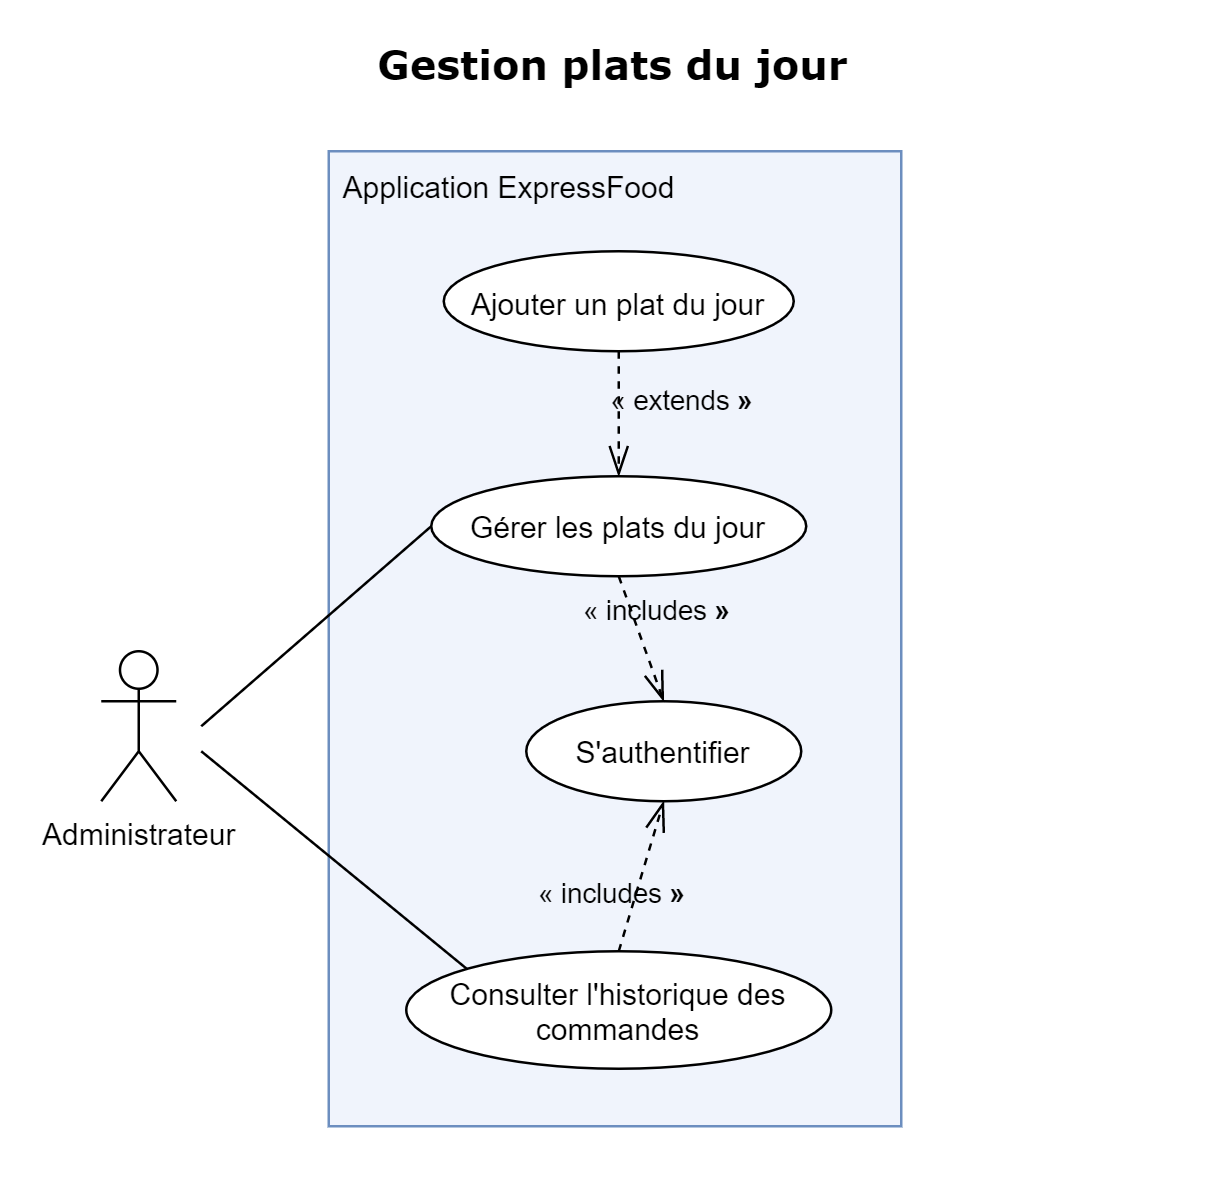 Gestion plats du jour
Application ExpressFood
Ajouter un plat du jour
« extends »
Gérer les plats du jour
« includes »
S'authentifier
Administrateur
« includes »
Consulter l'historique des
commandes